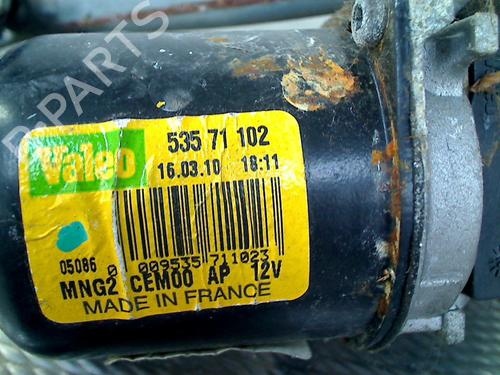 B PARTS
Valeo
535 71 102
16.03.10 18:11
05086
0 009535 711023
MNG2 CEM00 AP 12V
MADE IN FRANCE